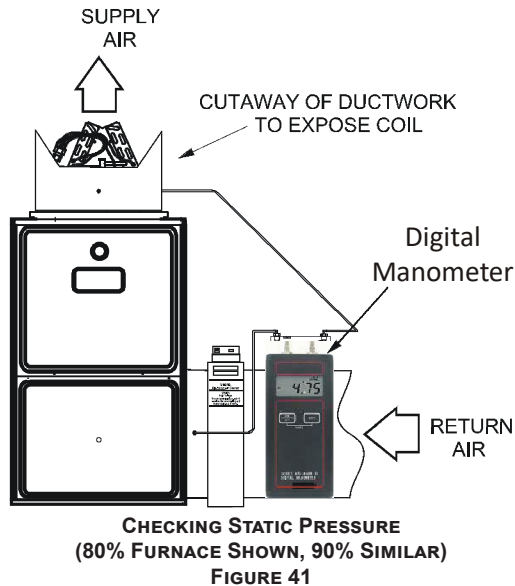 SUPPLY
AIR
CUTAWAY OF DUCTWORK
TO EXPOSE COIL
Digital
Manometer
4.75
RETURN
AIR
CHECKING STATIC PRESSURE
(80% FURNACE SHOWN, 90% SIMILAR)
FIGURE 41